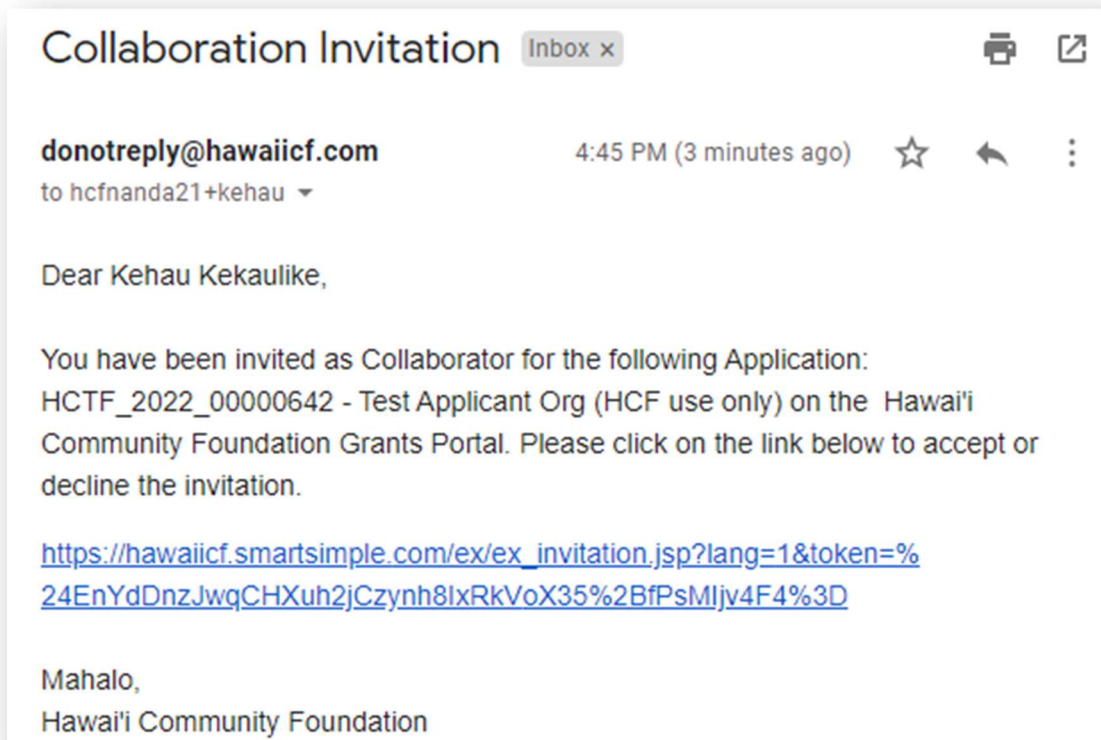 Collaboration Invitation Inbox ×
donotreply@hawaiicf.com 4:45 PM (3 minutes ago)
to hcfnanda21+kehau
Dear Kehau Kekaulike,
You have been invited as Collaborator for the following Application:
HCTF_2022_00000642 - Test Applicant Org (HCF use only) on the  Hawai'i
Community Foundation Grants Portal. Please click on the link below to accept or
decline the invitation.
https://hawaiicf.smartsimple.com/ex/ex_invitation.jsp?lang=1&token=%
24EnYdDnzJwqCHXuh2jCzynh8IxRkVoX35%2BfPsMIjv4F4%3D
Mahalo,
Hawai'i Community Foundation